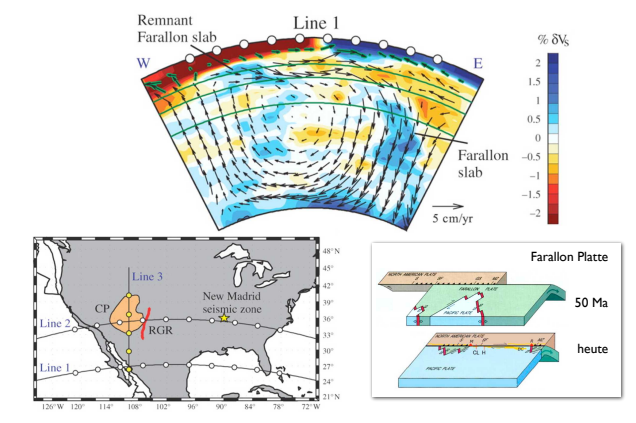 Remnant
Farallon slab
Line 1
% δVs
W
E
2
1.5
1
0.5
0
−0.5
−1
−1.5
−2
Farallon
slab
5 cm/yr
48°N
45°
42°
39°
36°
33°
30°
27°
24°
21°N
Line 3
CP
New Madrid
seismic zone
RGR
Line 2
Line 1
126°W 120° 114° 108° 102° 96° 90° 84° 78° 72°W
Farallon Platte
NORTH AMERICAN PLATE
FARALLON PLATE
PACIFIC PLATE
50 Ma
NORTH AMERICAN PLATE
CL H
PACIFIC PLATE
heute